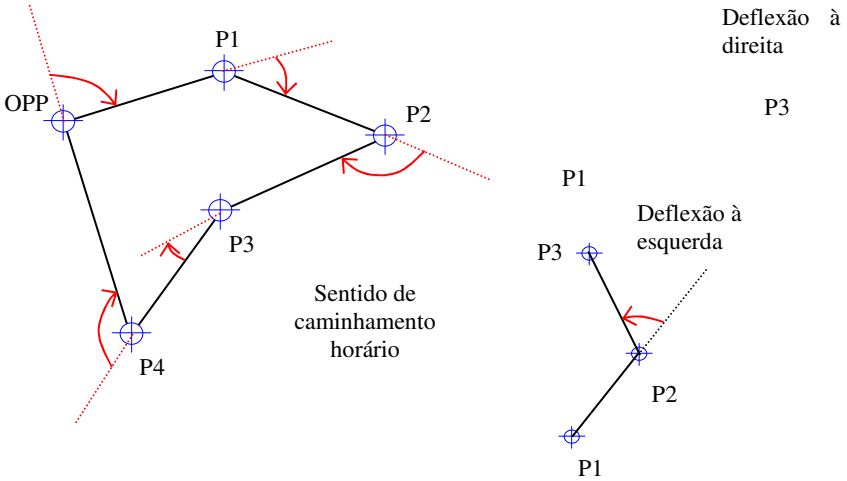 P1
OPP
P2
P3
P4
Sentido de
caminhamento
horário
Deflexão à
direita
P3
P1
Deflexão à
esquerda
P3
P2
P1